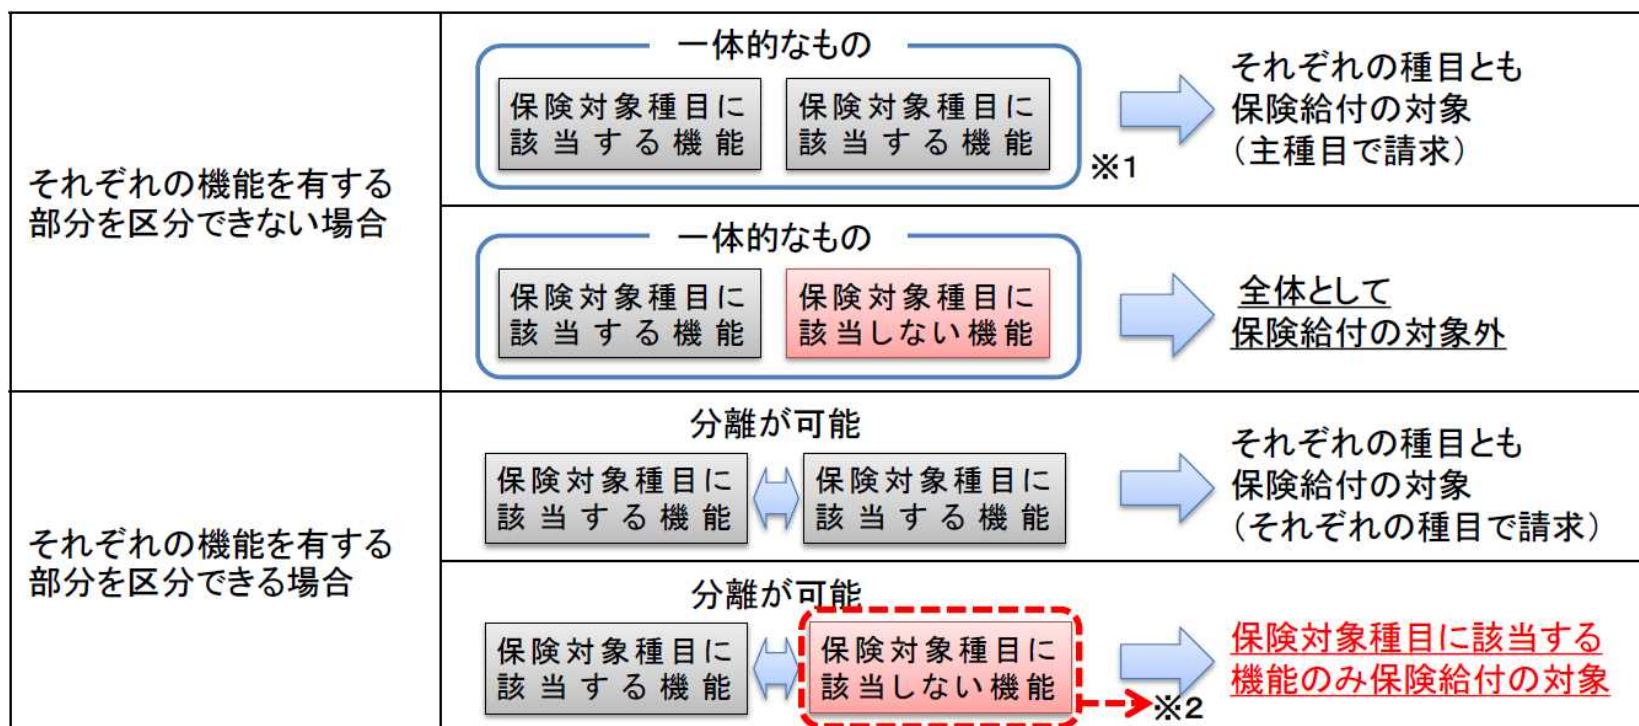 それぞれの機能を有する
部分を区分できない場合
一体的なもの
保険対象種目に
該当する機能
保険対象種目に
該当する機能
※1
それぞれの種目とも
保険給付の対象
（主種目で請求）
一体的なもの
保険対象種目に
該当する機能
保険対象種目に
該当しない機能
全体として
保険給付の対象外
それぞれの機能を有する
部分を区分できる場合
分離が可能
保険対象種目に
該当する機能
保険対象種目に
該当する機能
それぞれの種目とも
保険給付の対象
（それぞれの種目で請求）
分離が可能
保険対象種目に
該当する機能
保険対象種目に
該当しない機能
※2
保険対象種目に該当する
機能のみ保険給付の対象